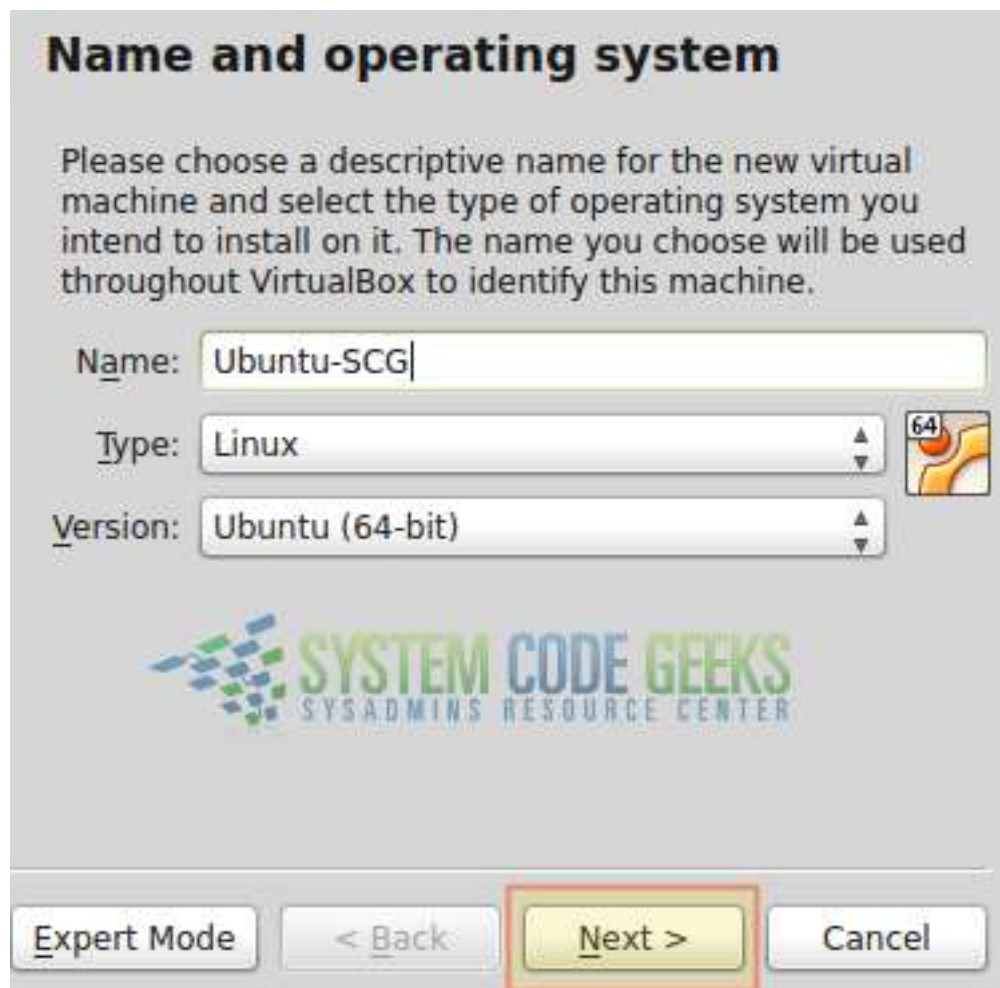 Name and operating system
Please choose a descriptive name for the new virtual
machine and select the type of operating system you
intend to install on it. The name you choose will be used
throughout VirtualBox to identify this machine.
Name: Ubuntu-SCG
64
Type: Linux
Version: Ubuntu (64-bit)
SYSTEM CODE GEEKS
SYSADMINS RESOURCE CENTER
Expert Mode < Back Next > Cancel